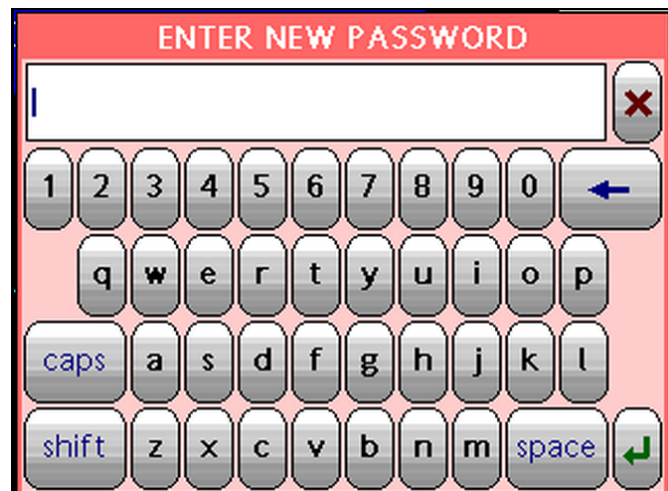 ENTER NEW PASSWORD
1 2 3 4 5 6 7 8 9 0
q w e r t y u i o p
caps a s d f g h j k l
shift z x c v b n m space